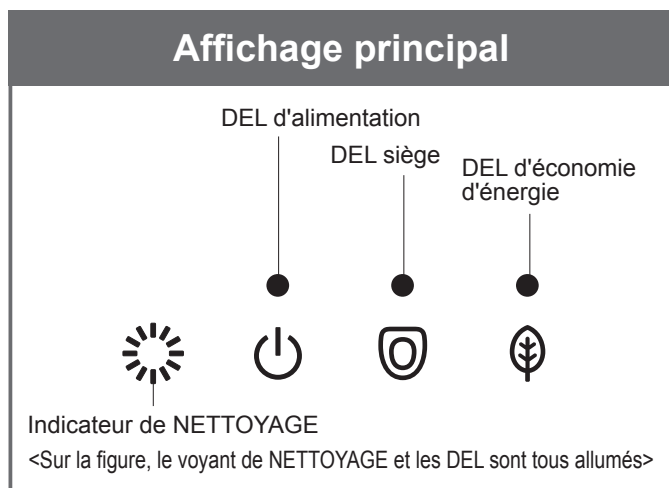 Affichage principal
DEL d'alimentation
DEL siège
DEL d'économie
d'énergie
Indicateur de NETTOYAGE
<Sur la figure, le voyant de NETTOYAGE et les DEL sont tous allumés>